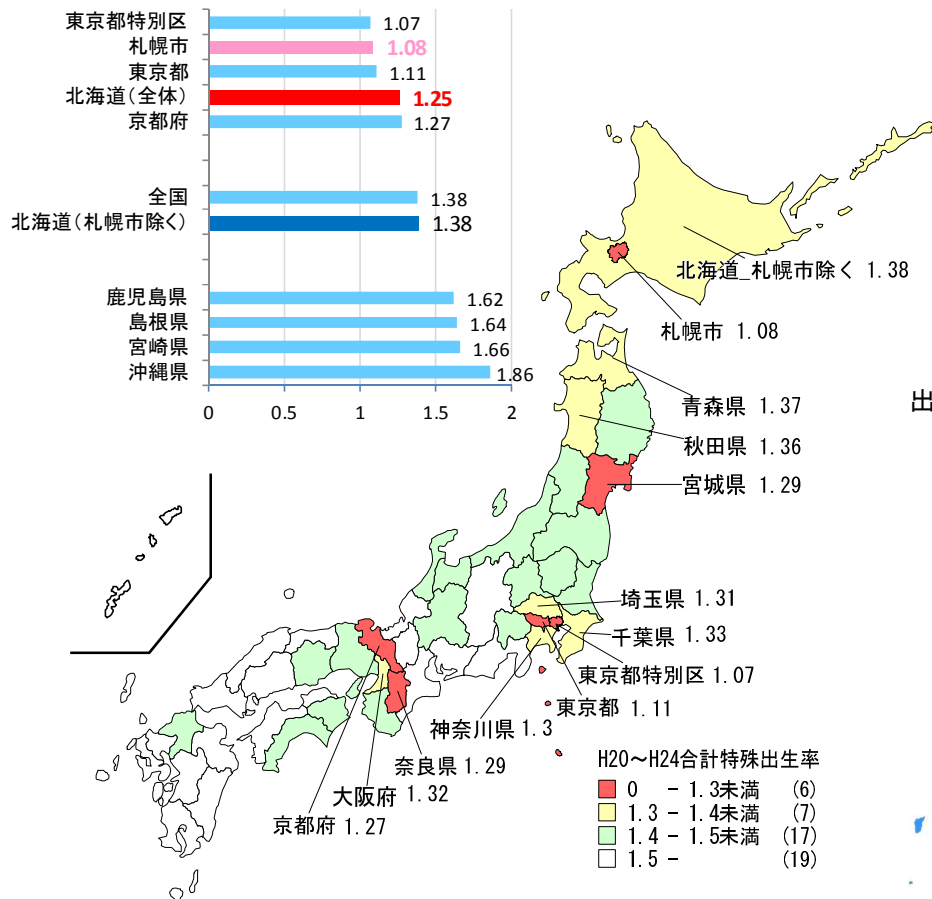 東京都特別区 1.07
札幌市 1.08
東京都 1.11
北海道(全体) 1.25
京都府 1.27
全国 1.38
北海道(札幌市除く) 1.38
鹿児島県 1.62
島根県 1.64
宮崎県 1.66
沖縄県 1.86
0 0.5 1 1.5 2
北海道_札幌市除く 1.38
札幌市 1.08
青森県 1.37
出
秋田県 1.36
宮城県 1.29
埼玉県 1.31
千葉県 1.33
東京都特別区 1.07
東京都 1.11
神奈川県 1.3
奈良県 1.29
大阪府 1.32
京都府 1.27
H20～H24合計特殊出生率
0 - 1.3未満 (6)
1.3 - 1.4未満 (7)
1.4 - 1.5未満 (17)
1.5 - (19)